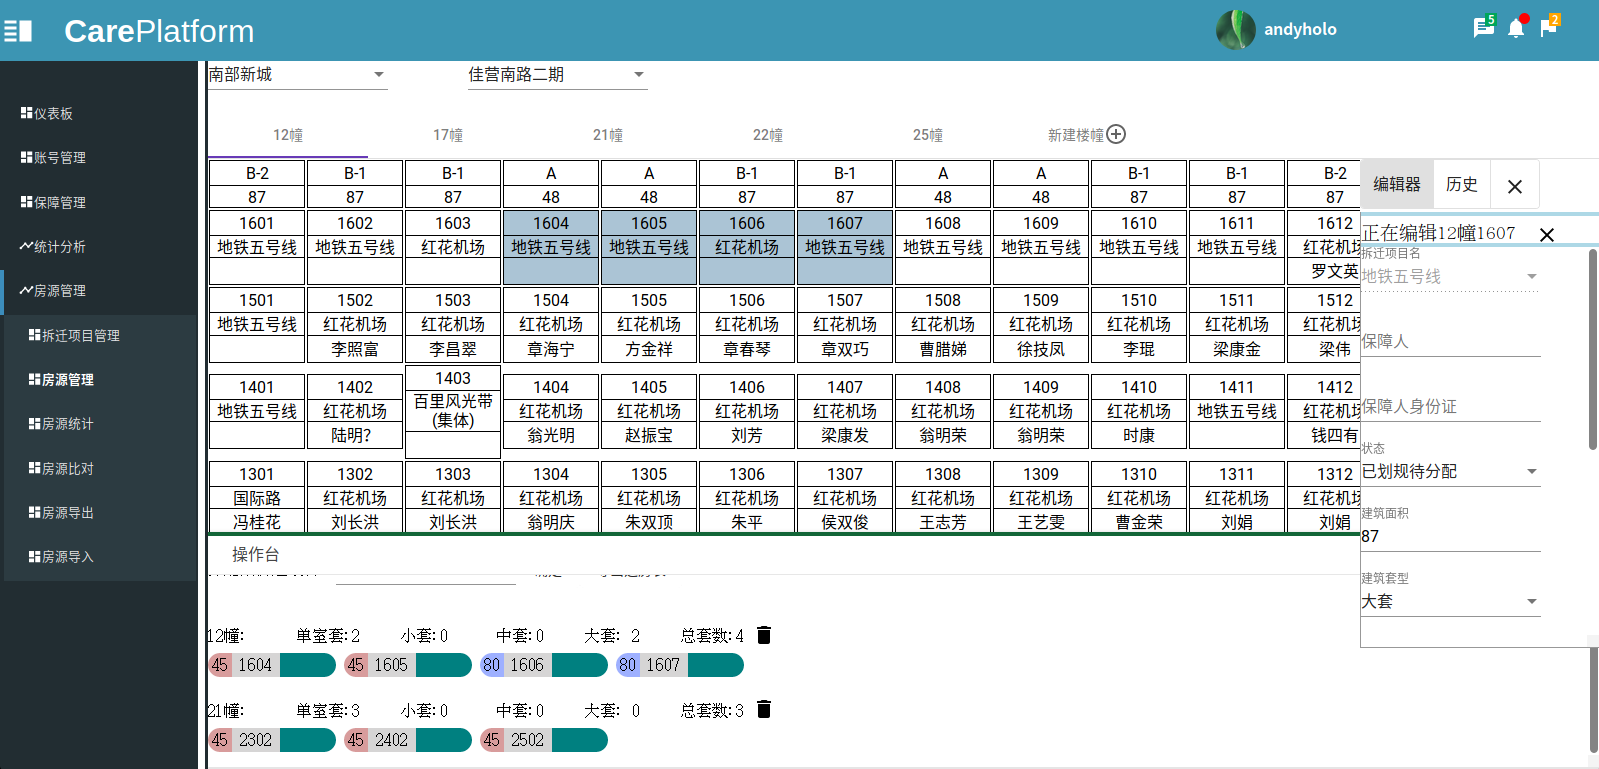 CarePlatform
andyholo
5
2
仪表板
账号管理
保障管理
统计分析
房源管理
拆迁项目管理
房源管理
房源统计
房源比对
房源导出
房源导入
南部新城 佳营南路二期
12幢 17幢 21幢 22幢 25幢 新建楼幢
B-2 B-1 B-1 A A B-1 B-1 A A B-1 B-1 B-2
87 87 87 48 48 87 87 48 48 87 87 87
1601 1602 1603 1604 1605 1606 1607 1608 1609 1610 1611 1612
地铁五号线 地铁五号线 红花机场 地铁五号线 地铁五号线 红花机场 地铁五号线 地铁五号线 地铁五号线 地铁五号线 地铁五号线 红花机场
罗文英
1501 1502 1503 1504 1505 1506 1507 1508 1509 1510 1511 1512
地铁五号线 红花机场 红花机场 红花机场 红花机场 红花机场 红花机场 红花机场 红花机场 红花机场 红花机场 红花机场
李照富 李昌翠 章海宁 方金祥 章春琴 章双巧 曹腊娣 徐技凤 李琨 梁康金 梁伟
1401 1402 1403 1404 1405 1406 1407 1408 1409 1410 1411 1412
地铁五号线 红花机场 百里风光带(集体) 红花机场 红花机场 红花机场 红花机场 红花机场 红花机场 红花机场 地铁五号线 红花机场
陆明? 翁光明 赵振宝 刘芳 梁康发 翁明荣 翁明荣 时康 钱四有
1301 1302 1303 1304 1305 1306 1307 1308 1309 1310 1311 1312
国际路 红花机场 红花机场 红花机场 红花机场 红花机场 红花机场 红花机场 红花机场 红花机场 红花机场 红花机场
冯桂花 刘长洪 刘长洪 翁明庆 朱双顶 朱平 侯双俊 王志芳 王艺雯 曹金荣 刘娟 刘娟
操作台
12幢: 单室套:2 小套:0 中套:0 大套: 2 总套数:4
45 1604 45 1605 80 1606 80 1607
21幢: 单室套:3 小套:0 中套:0 大套: 0 总套数:3
45 2302 45 2402 45 2502
编辑器 历史
正在编辑12幢1607
拆迁项目名
地铁五号线
保障人
保障人身份证
状态
已划规待分配
建筑面积
87
建筑套型
大套